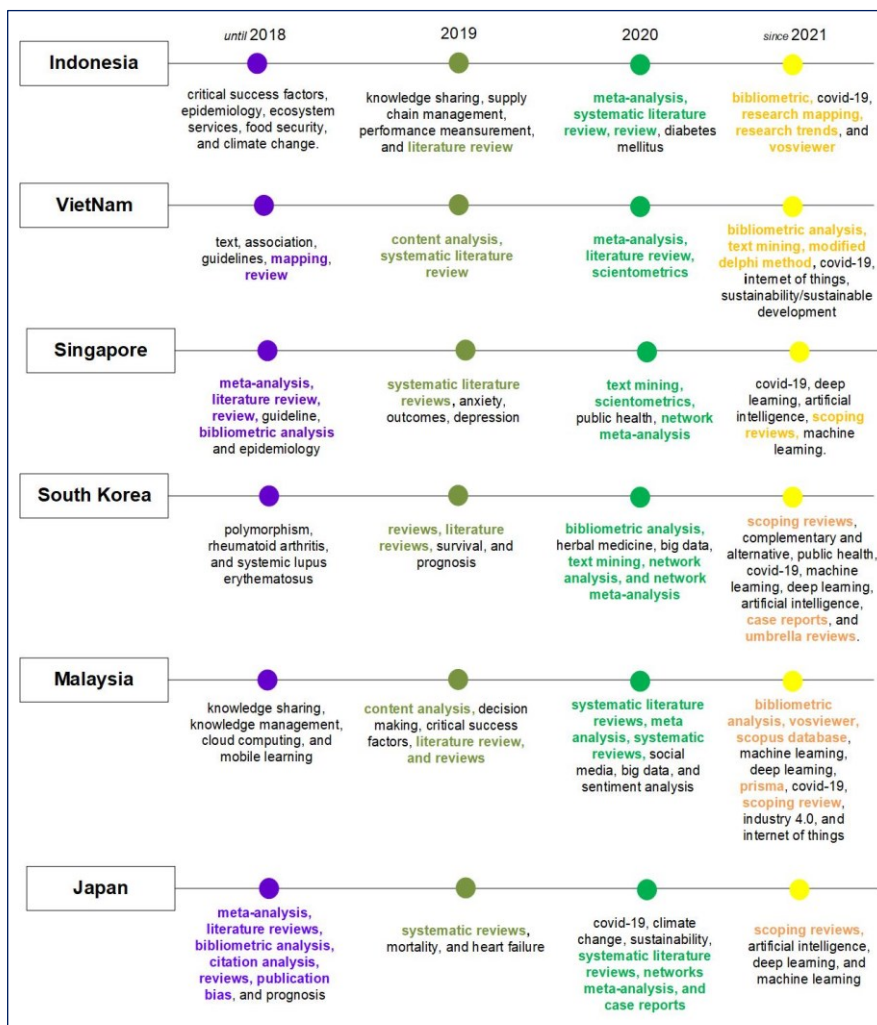 until 2018
2019
2020
since 2021
Indonesia
critical success factors,
epidemiology, ecosystem
services, food security,
and climate change.
knowledge sharing, supply
chain management,
performance meansurement,
and literature review
meta-analysis,
systematic literature
review, review, diabetes
mellitus
bibliometric, covid-19,
research mapping,
research trends, and
vosviewer
VietNam
text, association,
guidelines, mapping,
review
content analysis,
systematic literature
review
meta-analysis,
literature review,
scientometrics
bibliometric analysis,
text mining, modified
delphi method, covid-19,
internet of things,
sustainability/sustainable
development
Singapore
meta-analysis,
literature review,
review, guideline,
bibliometric analysis
and epidemiology
systematic literature
reviews, anxiety,
outcomes, depression
text mining,
scientometrics,
public health, network
meta-analysis
covid-19, deep
learning, artificial
intelligence, scoping
reviews, machine
learning.
South Korea
polymorphism,
rheumatoid arthritis,
and systemic lupus
erythematosus
reviews, literature
reviews, survival, and
prognosis
bibliometric analysis,
herbal medicine, big data,
text mining, network
analysis, and network
meta-analysis
scoping reviews,
complementary and
alternative, public health,
covid-19, machine
learning, deep learning,
artificial intelligence,
case reports, and
umbrella reviews.
Malaysia
knowledge sharing,
knowledge management,
cloud computing, and
mobile learning
content analysis, decision
making, critical success
factors, literature review,
and reviews
systematic literature
reviews, meta
analysis, systematic
reviews, social
media, big data, and
sentiment analysis
bibliometric
analysis, vosviewer,
scopus database,
machine learning,
deep learning,
prisma, covid-19,
scoping review,
industry 4.0, and
internet of things
Japan
meta-analysis,
literature reviews,
bibliometric analysis,
citation analysis,
reviews, publication
bias, and prognosis
systematic reviews,
mortality, and heart failure
covid-19, climate
change, sustainability,
systematic literature
reviews, networks
meta-analysis, and
case reports
scoping reviews,
artificial intelligence,
deep learning, and
machine learning